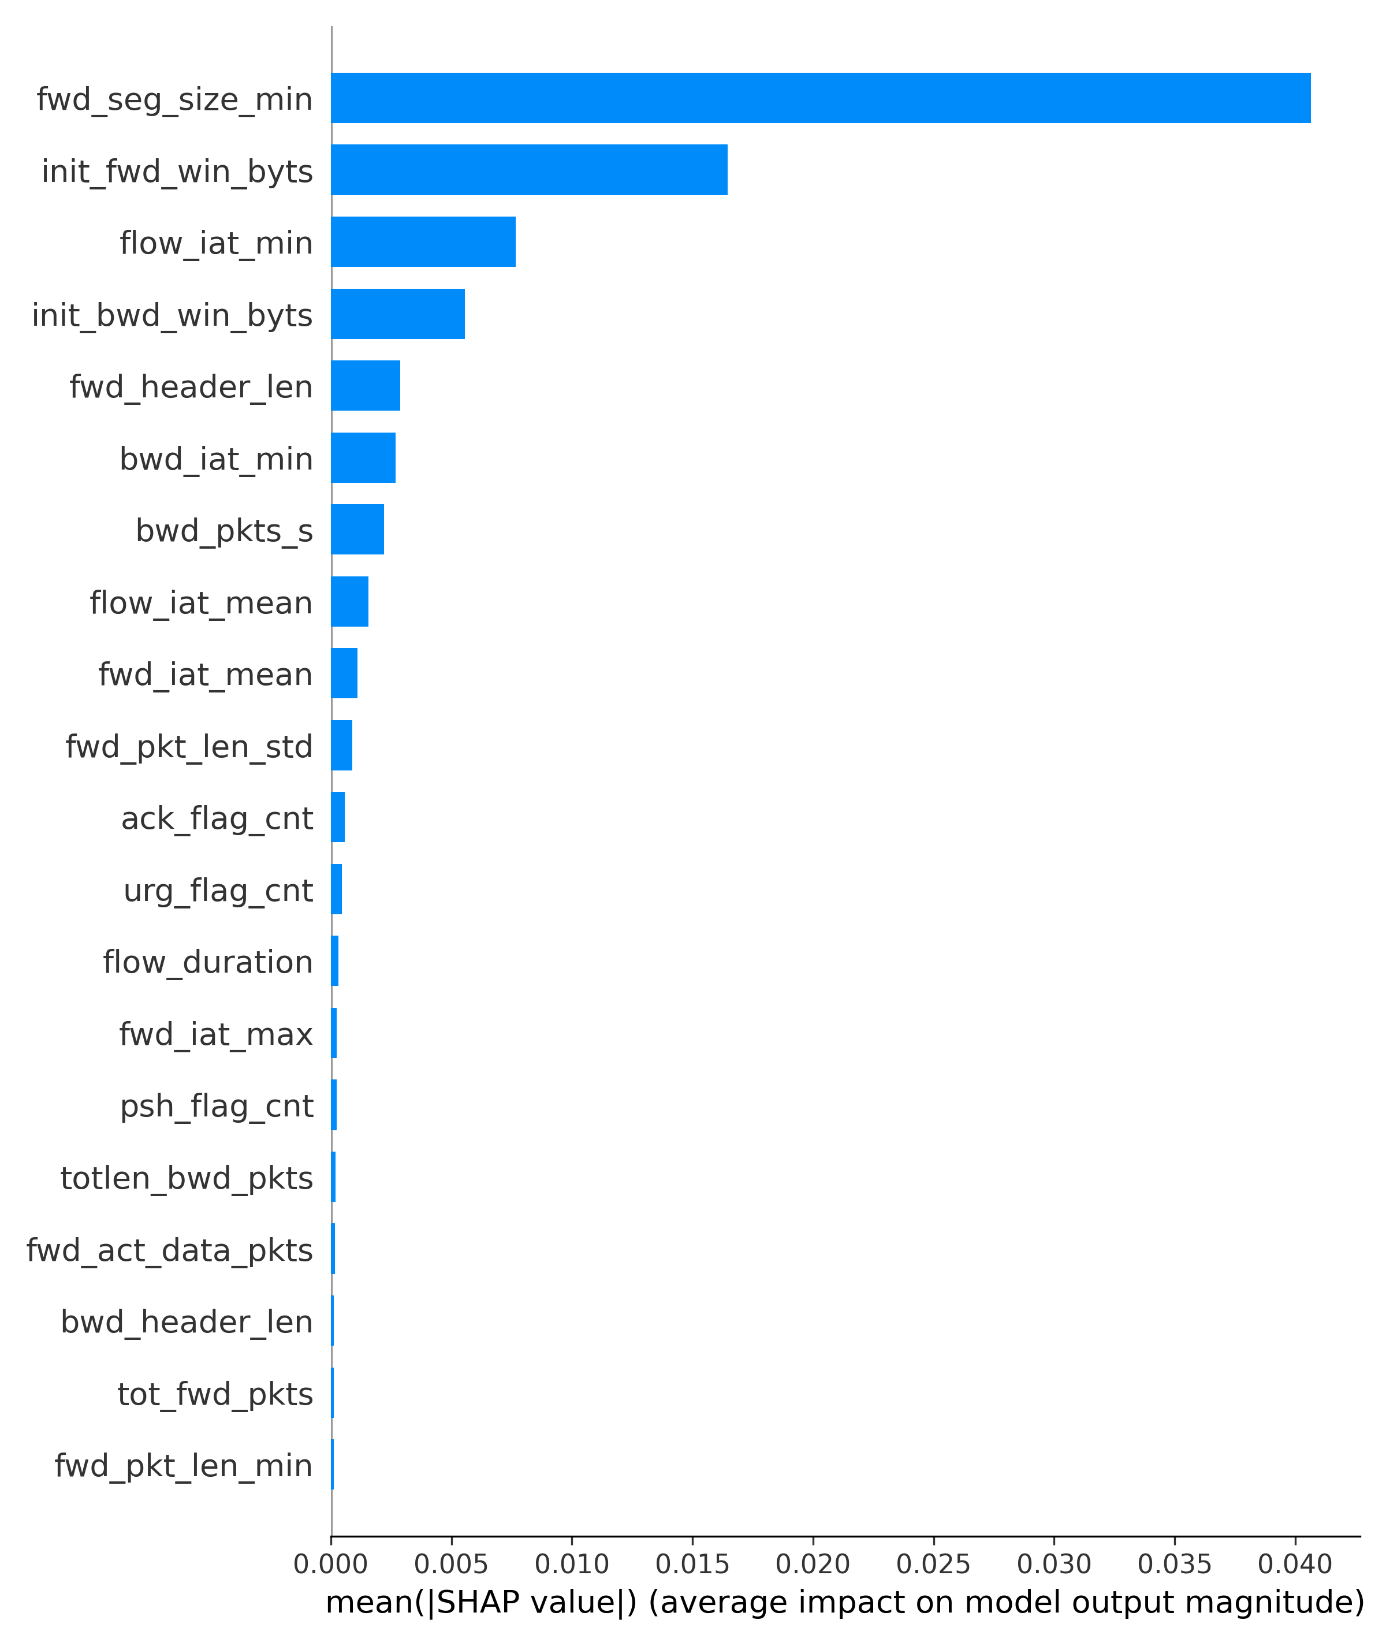 fwd_seg_size_min
init_fwd_win_byts
flow_iat_min
init_bwd_win_byts
fwd_header_len
bwd_iat_min
bwd_pkts_s
flow_iat_mean
fwd_iat_mean
fwd_pkt_len_std
ack_flag_cnt
urg_flag_cnt
flow_duration
fwd_iat_max
psh_flag_cnt
totlen_bwd_pkts
fwd_act_data_pkts
bwd_header_len
tot_fwd_pkts
fwd_pkt_len_min
0.000 0.005 0.010 0.015 0.020 0.025 0.030 0.035 0.040
mean(|SHAP value|) (average impact on model output magnitude)